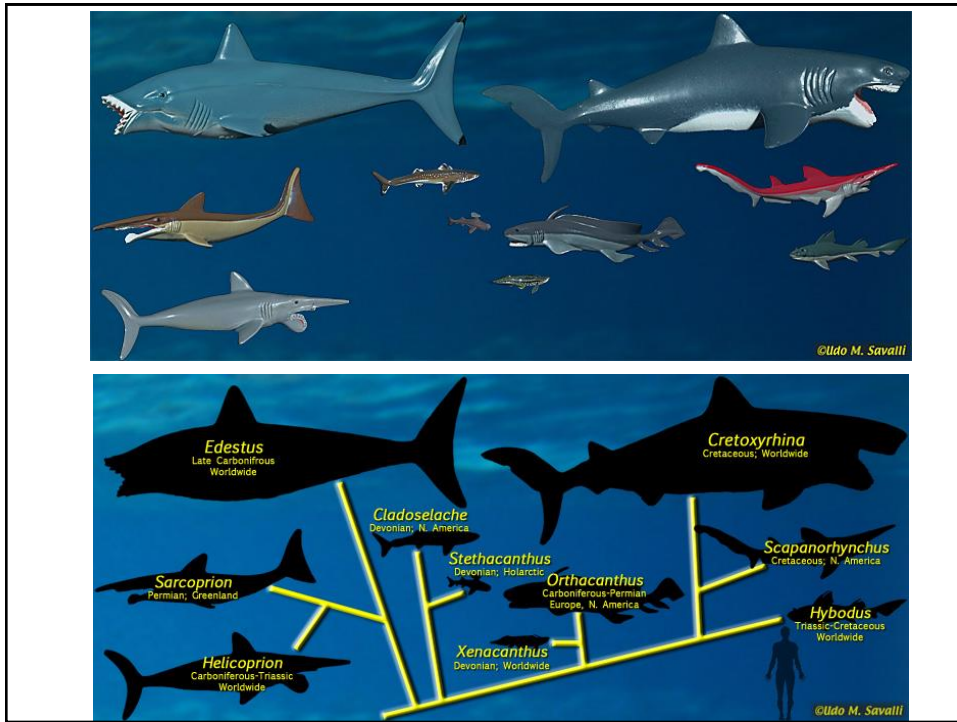 ©Udo M. Savalli
Edestus
Late Carbonifrous
Worldwide
Cretoxyrhina
Cretaceous; Worldwide
Cladoselache
Devonian; N. America
Stethacanthus
Devonian; Holarctic
Scapanorhynchus
Cretaceous; N. America
Sarcoprion
Permian; Greenland
Orthacanthus
Carboniferous-Permian
Europe, N. America
Hybodus
Triassic-Cretaceous
Worldwide
Xenacanthus
Devonian; Worldwide
Helicoprion
Carboniferous-Triassic
Worldwide
©Udo M. Savalli